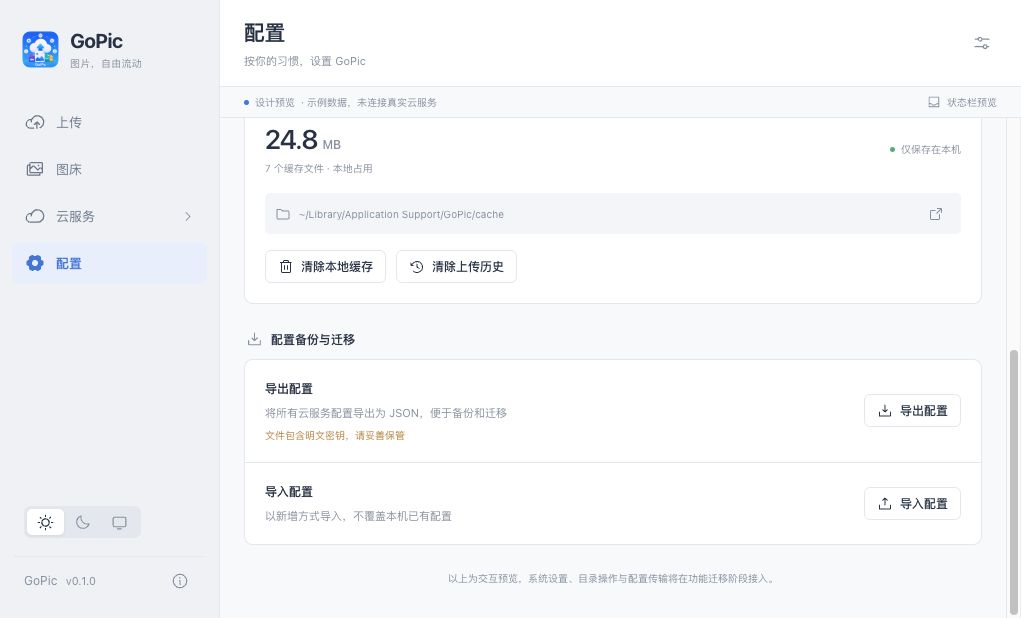 GoPic
图片，自由流动
上传
图床
云服务
配置
GoPic v0.1.0
配置
按你的习惯，设置 GoPic
设计预览 · 示例数据，未连接真实云服务
状态栏预览
24.8 MB
7 个缓存文件 · 本地占用
仅保存在本机
~/Library/Application Support/GoPic/cache
清除本地缓存
清除上传历史
配置备份与迁移
导出配置
将所有云服务配置导出为 JSON，便于备份和迁移
文件包含明文密钥，请妥善保管
导出配置
导入配置
以新增方式导入，不覆盖本机已有配置
导入配置
以上为交互预览，系统设置、目录操作与配置传输将在功能迁移阶段接入。